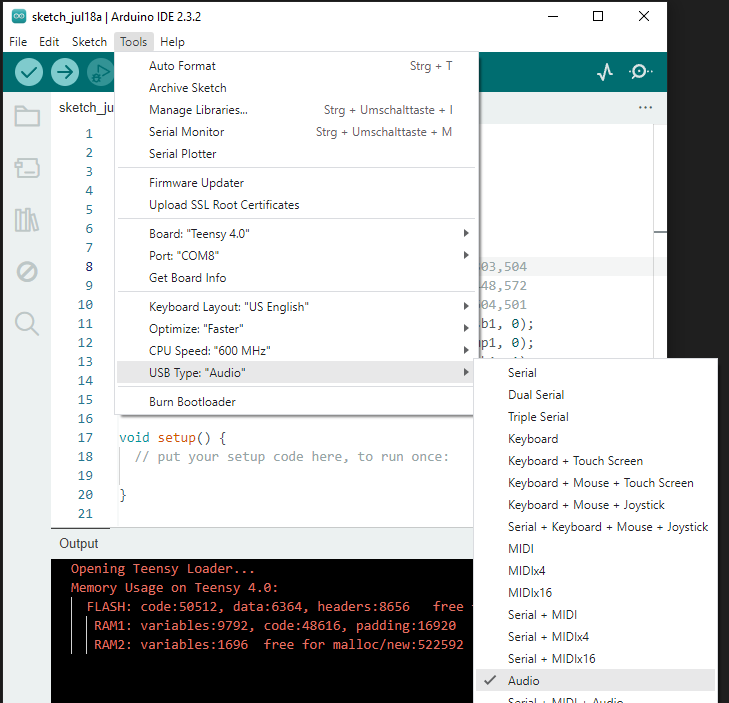 sketch_jul18a | Arduino IDE 2.3.2
File Edit Sketch Tools Help
sketch_ju
Auto Format Strg + T
Archive Sketch
Manage Libraries... Strg + Umschalttaste + I
Serial Monitor Strg + Umschalttaste + M
Serial Plotter
Firmware Updater
Upload SSL Root Certificates
Board: "Teensy 4.0"
Port: "COM8"
Get Board Info
Keyboard Layout: "US English"
Optimize: "Faster"
CPU Speed: "600 MHz"
USB Type: "Audio"
Burn Bootloader
Serial
Dual Serial
Triple Serial
Keyboard
Keyboard + Touch Screen
Keyboard + Mouse + Touch Screen
Keyboard + Mouse + Joystick
Serial + Keyboard + Mouse + Joystick
MIDI
MIDIx4
MIDIx16
Serial + MIDI
Serial + MIDIx4
Serial + MIDIx16
Audio
Serial + MIDI + Audio
1
2
3
4
5
6
7
8 03,504
9 48,572
10 04,501
11 b1, 0);
12 p1, 0);
13
14
15
16
17 void setup() {
18 // put your setup code here, to run once:
19
20 }
21
Output
Opening Teensy Loader...
Memory Usage on Teensy 4.0:
FLASH: code:50512, data:6364, headers:8656 free
RAM1: variables:9792, code:48616, padding:16920
RAM2: variables:1696 free for malloc/new:522592